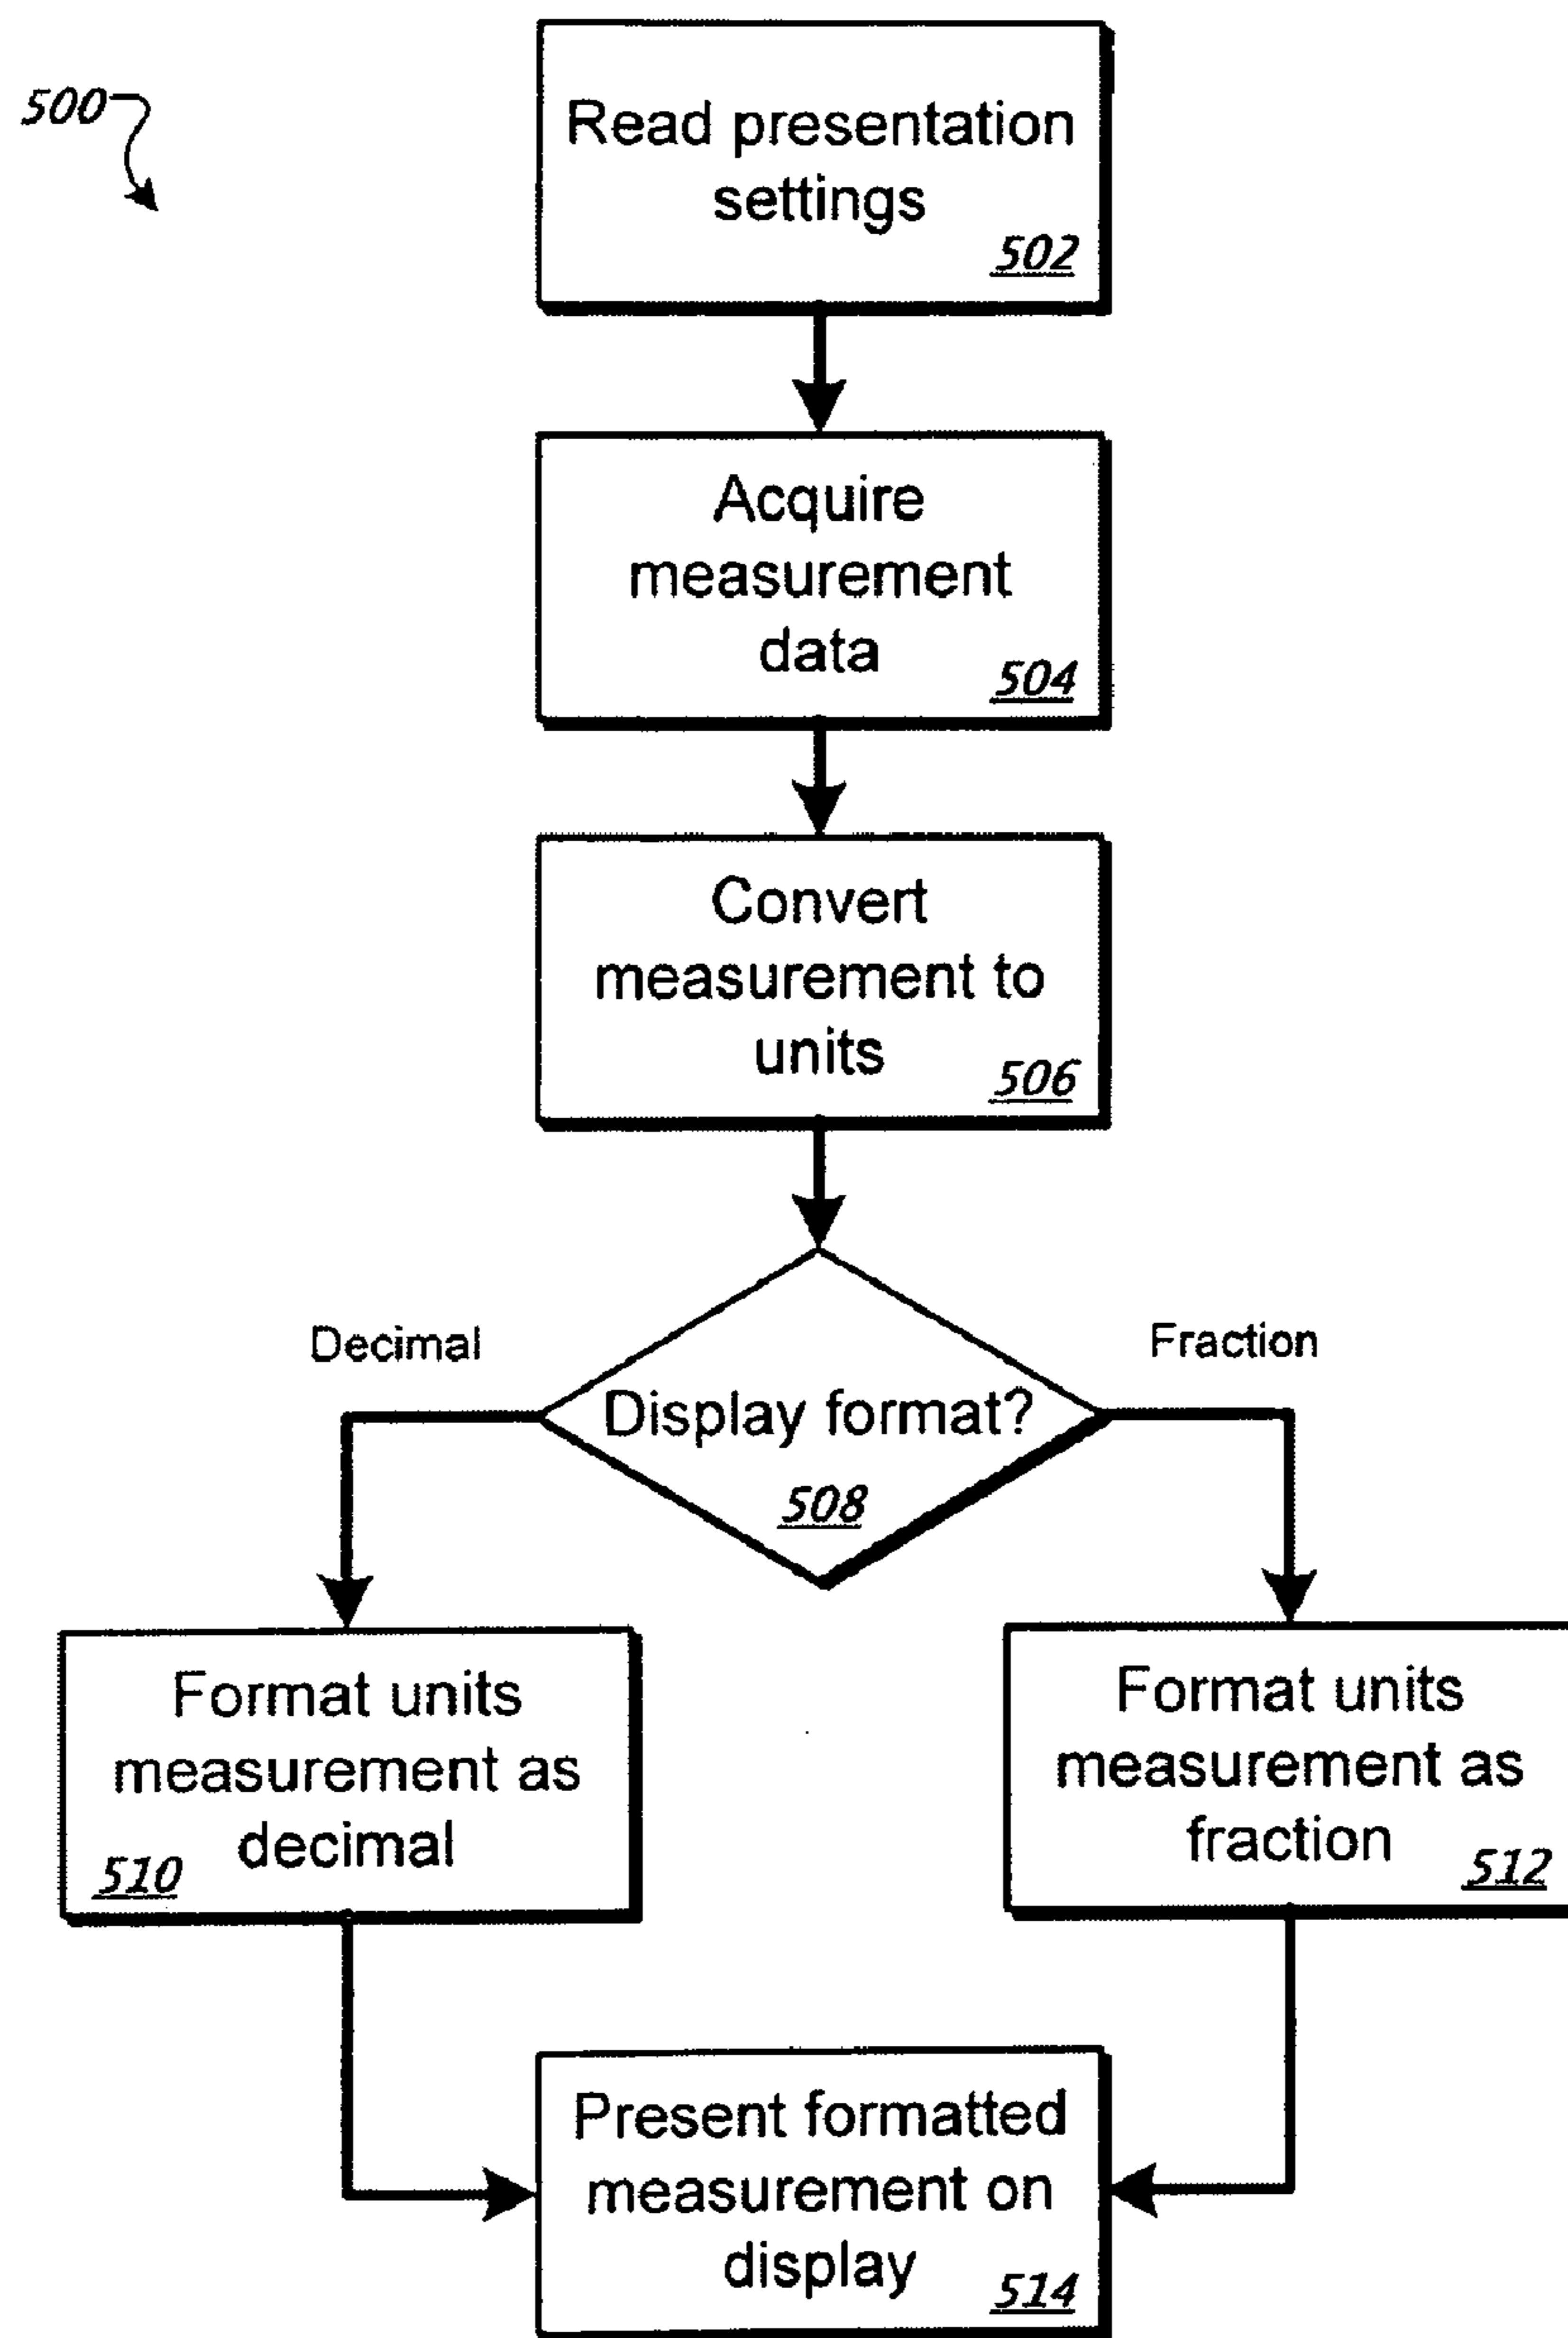 500
Read presentation
settings
502
Acquire
measurement
data
504
Convert
measurement to
units
506
Decimal
Fraction
Display format?
508
Format units
measurement as
decimal
510
Format units
measurement as
fraction
512
Present formatted
measurement on
display
514